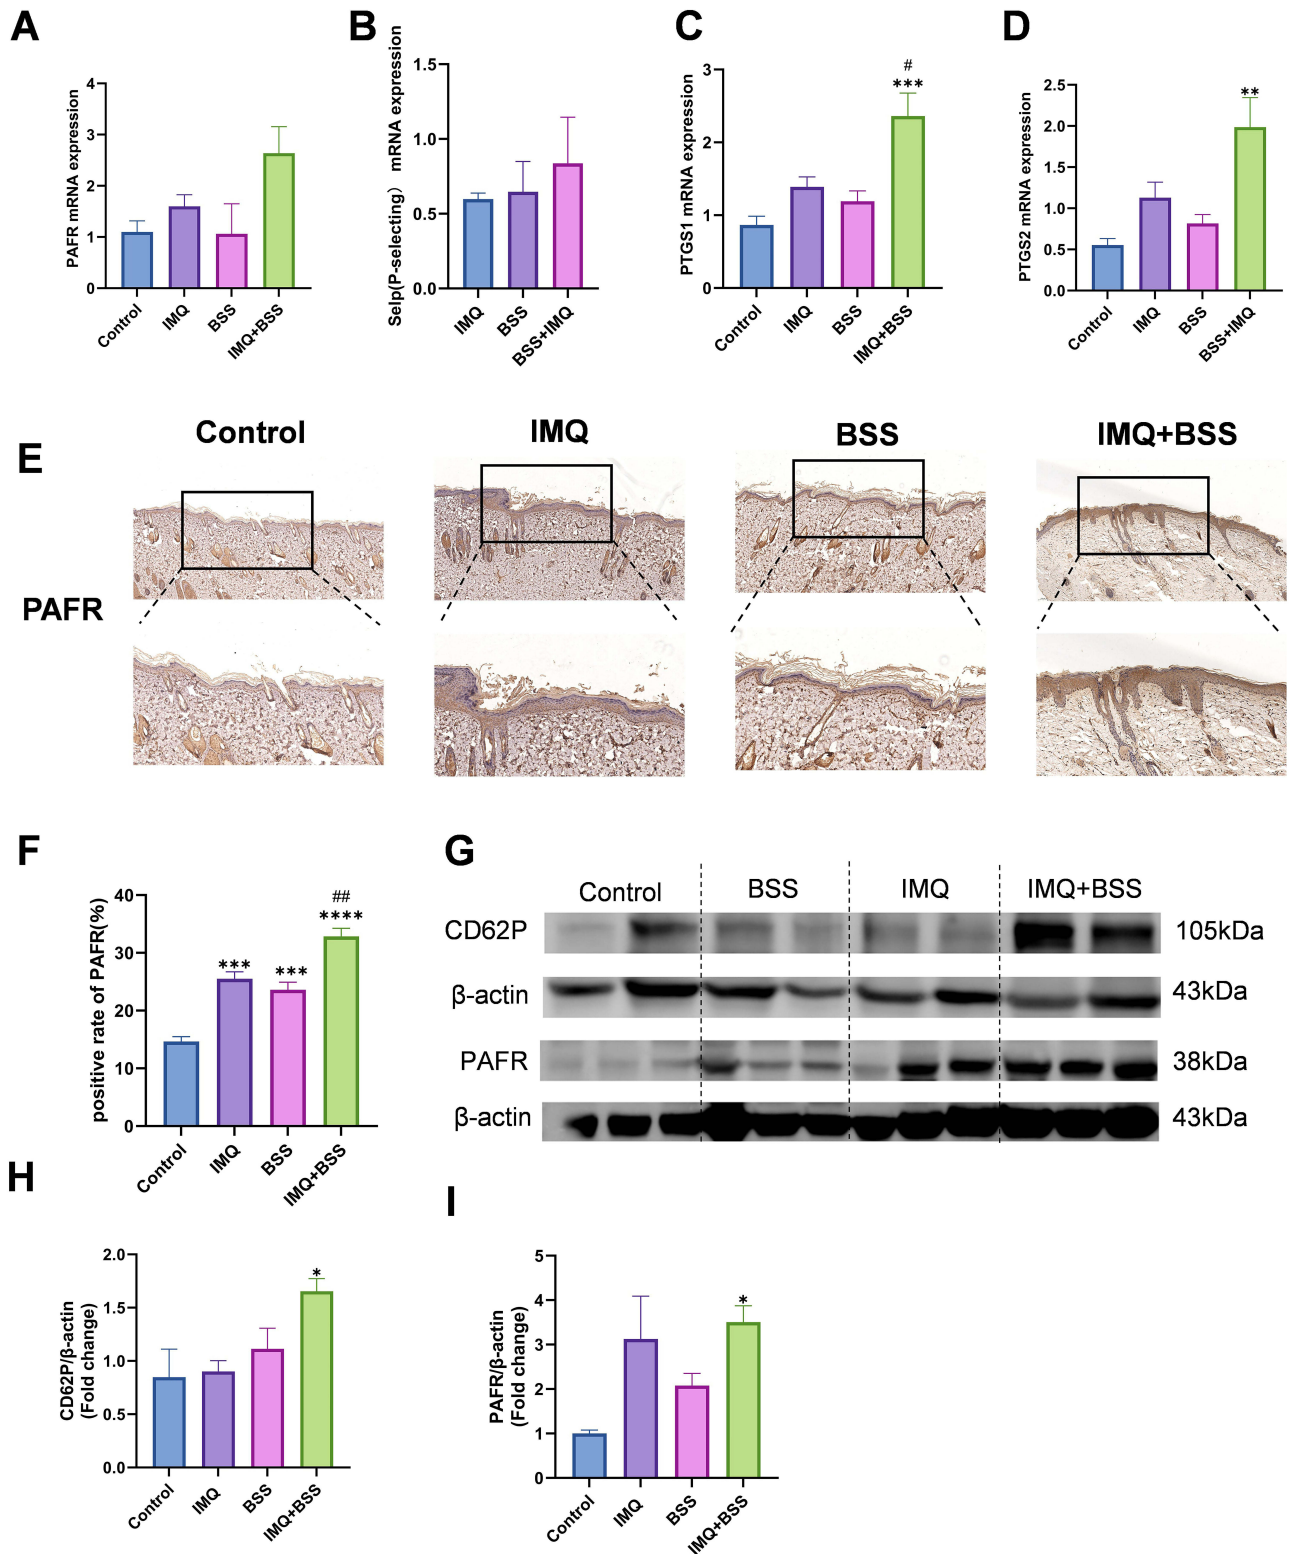 A
B
C
D
PAFR mRNA expression
4
3
2
1
0
Control
IMQ
BSS
IMQ+BSS
Selp(P-selecting） mRNA expression
1.5
1.0
0.5
0.0
IMQ
BSS
BSS+IMQ
PTGS1 mRNA expression
3
2
1
0
#
***
Control
IMQ
BSS
IMQ+BSS
PTGS2 mRNA expression
2.5
2.0
1.5
1.0
0.5
0.0
**
Control
IMQ
BSS
BSS+IMQ
E
Control
IMQ
BSS
IMQ+BSS
PAFR
F
positive rate of PAFR(%)
40
30
20
10
0
***
***
##
****
Control
IMQ
BSS
IMQ+BSS
G
Control
BSS
IMQ
IMQ+BSS
CD62P
105kDa
β-actin
43kDa
PAFR
38kDa
β-actin
43kDa
H
CD62P/β-actin
(Fold change)
2.0
1.5
1.0
0.5
0.0
*
Control
IMQ
BSS
IMQ+BSS
I
PAFR/β-actin
(Fold change)
5
4
3
2
1
0
*
Control
IMQ
BSS
IMQ+BSS